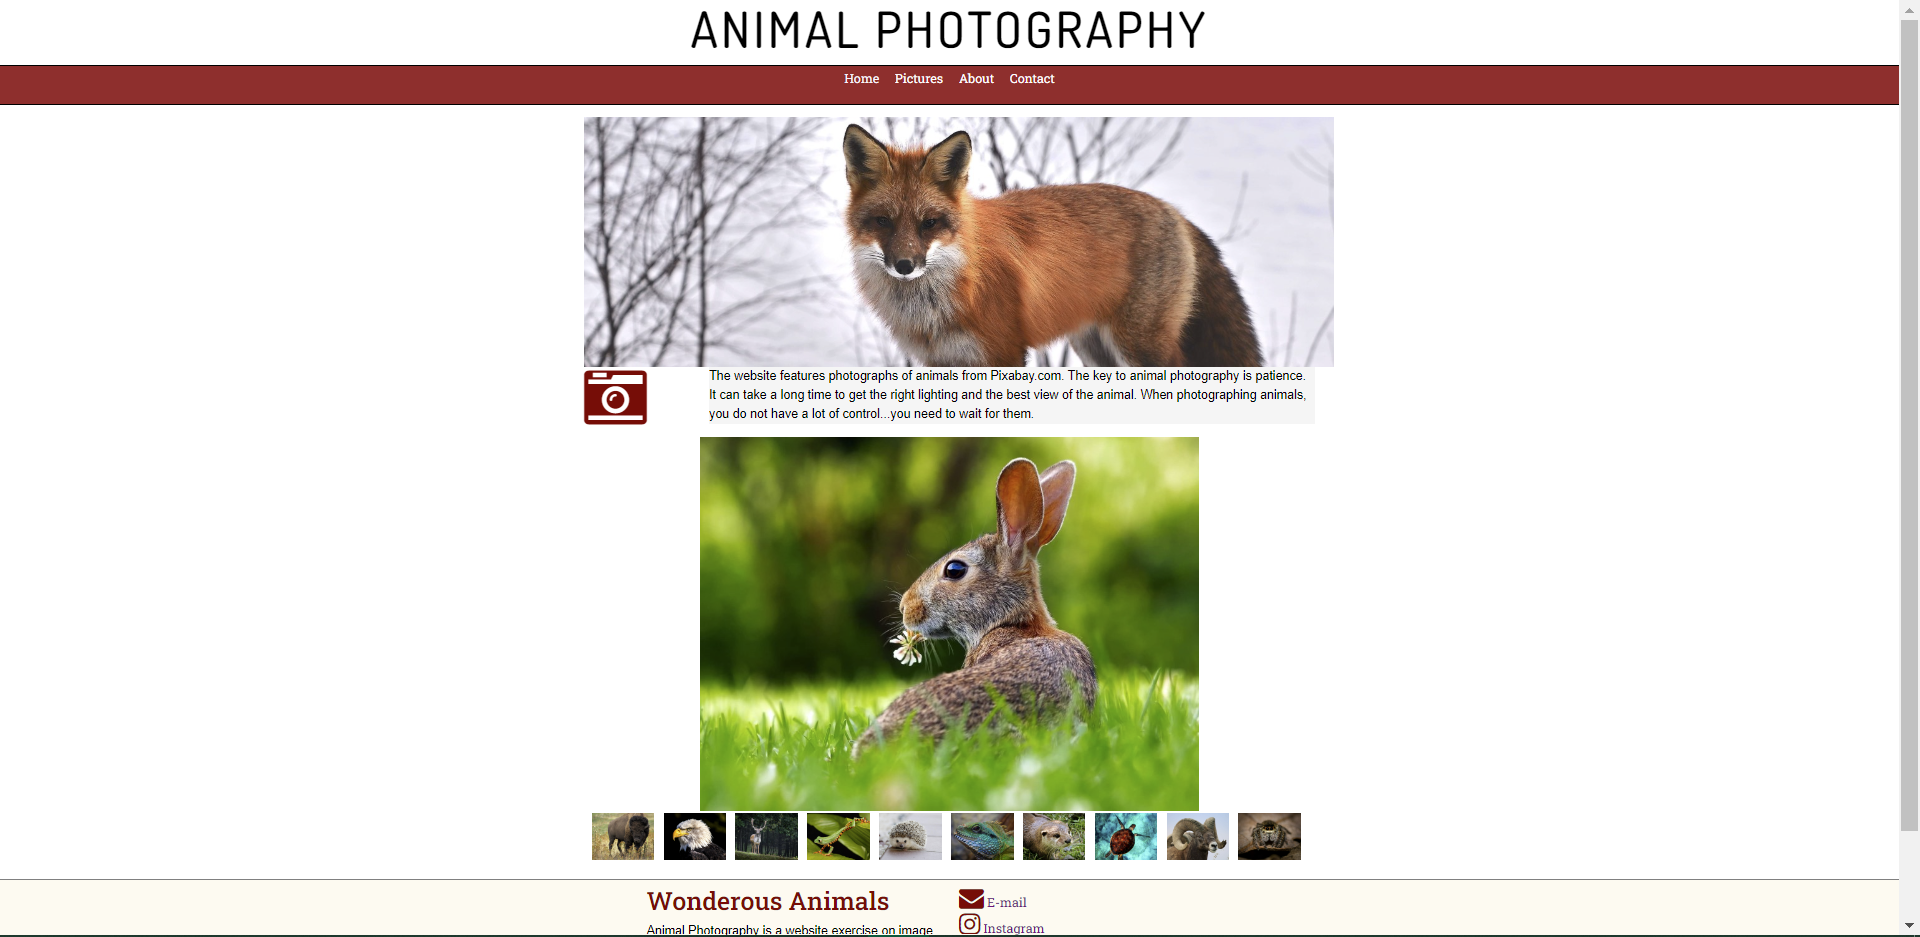 ANIMAL PHOTOGRAPHY
Home Pictures About Contact
The website features photographs of animals from Pixabay.com. The key to animal photography is patience.
It can take a long time to get the right lighting and the best view of the animal. When photographing animals,
you do not have a lot of control...you need to wait for them.
Wonderous Animals
Animal Photography is a website exercise on image
E-mail
Instagram